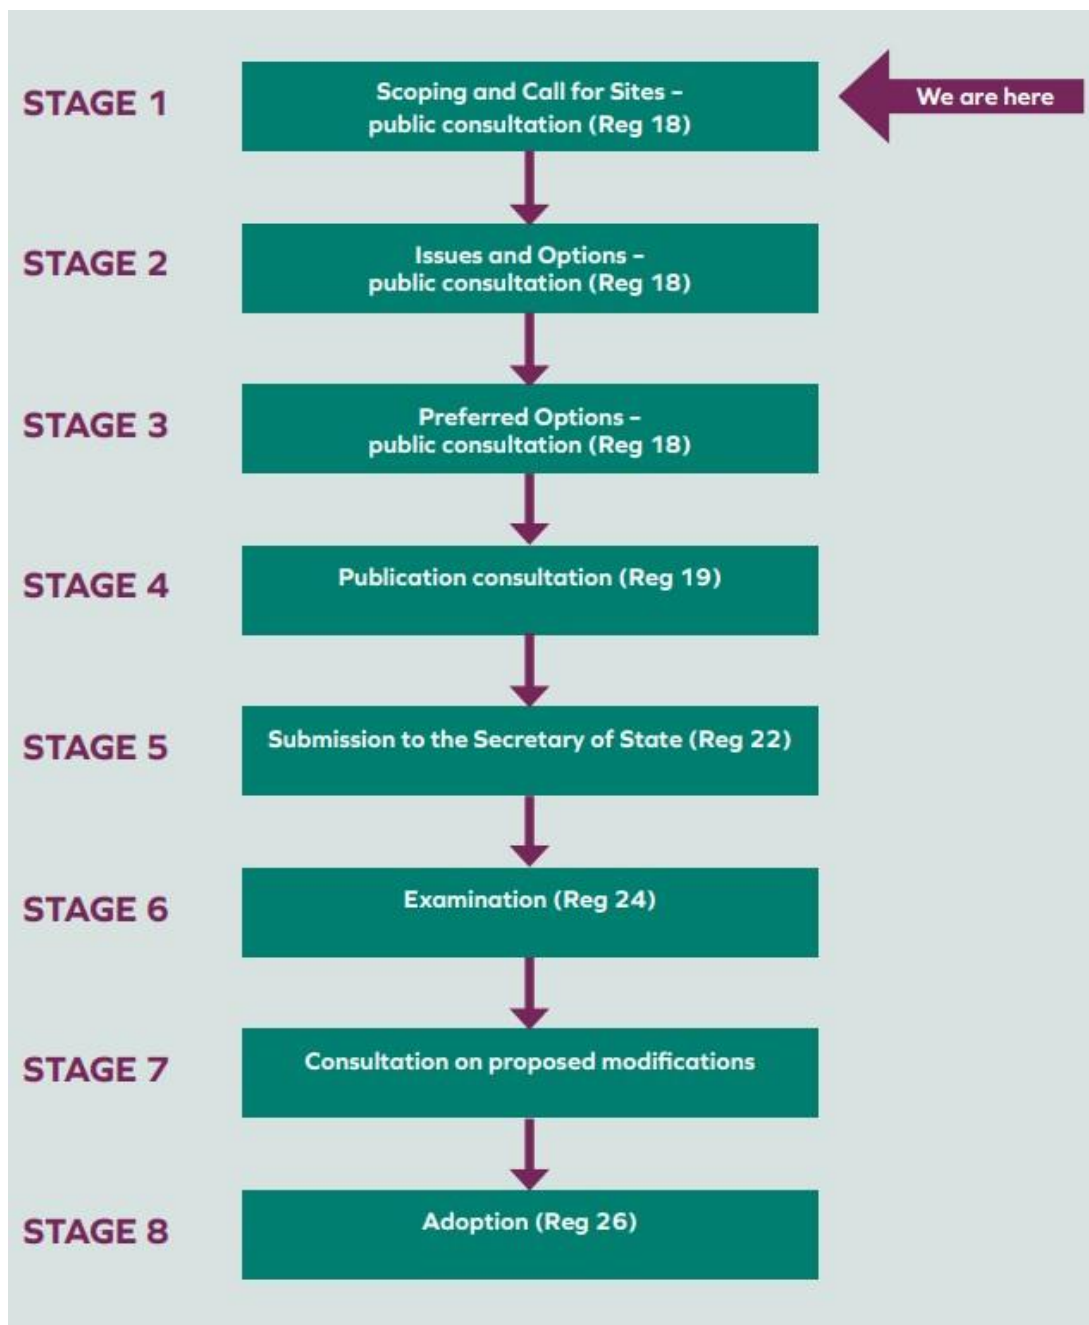 STAGE 1
Scoping and Call for Sites –
public consultation (Reg 18)
We are here
STAGE 2
Issues and Options –
public consultation (Reg 18)
STAGE 3
Preferred Options –
public consultation (Reg 18)
STAGE 4
Publication consultation (Reg 19)
STAGE 5
Submission to the Secretary of State (Reg 22)
STAGE 6
Examination (Reg 24)
STAGE 7
Consultation on proposed modifications
STAGE 8
Adoption (Reg 26)